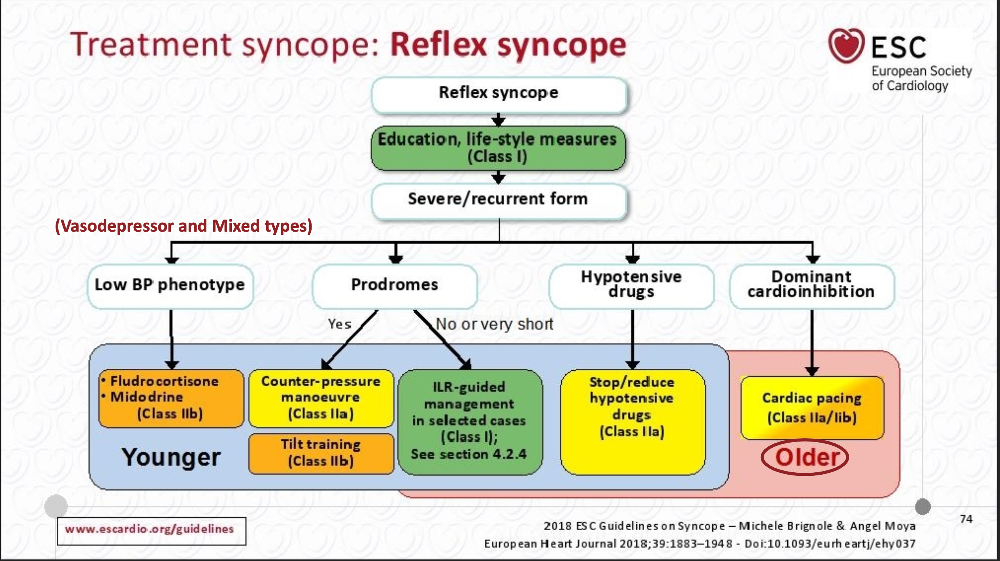 Treatment syncope: Reflex syncope
ESC
European Society
of Cardiology
Reflex syncope
Education, life-style measures
(Class I)
Severe/recurrent form
(Vasodepressor and Mixed types)
Low BP phenotype
Prodromes
Hypotensive
drugs
Dominant
cardioinhibition
Yes
No or very short
• Fludrocortisone
• Midodrine
(Class IIb)
Counter-pressure
manoeuvre
(Class IIa)
Tilt training
(Class IIb)
ILR-guided
management
in selected cases
(Class I);
See section 4.2.4
Stop/reduce
hypotensive
drugs
(Class IIa)
Cardiac pacing
(Class IIa/Iib)
Younger
Older
www.escardio.org/guidelines
2018 ESC Guidelines on Syncope – Michele Brignole & Angel Moya
European Heart Journal 2018;39:1883–1948 - Doi:10.1093/eurheartj/ehy037
74